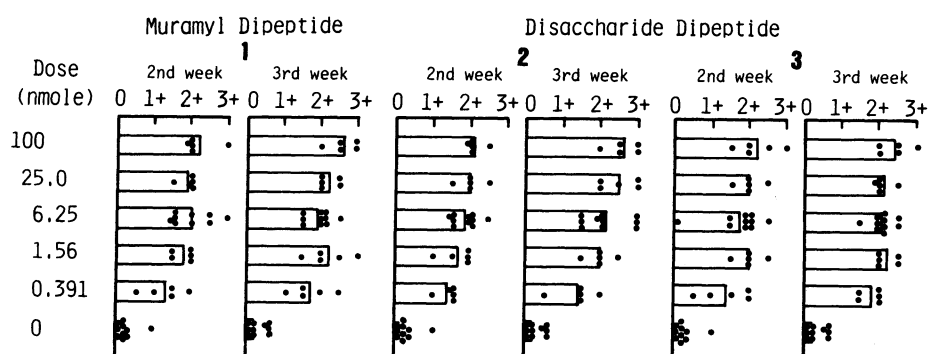 Muramyl Dipeptide Disaccharide Dipeptide
1 2 3
Dose 2nd week 3rd week 2nd week 3rd week 2nd week 3rd week
(nmole) 0 1+ 2+ 3+ 0 1+ 2+ 3+ 0 1+ 2+ 3+ 0 1+ 2+ 3+ 0 1+ 2+ 3+ 0 1+ 2+ 3+
100
25.0
6.25
1.56
0.391
0